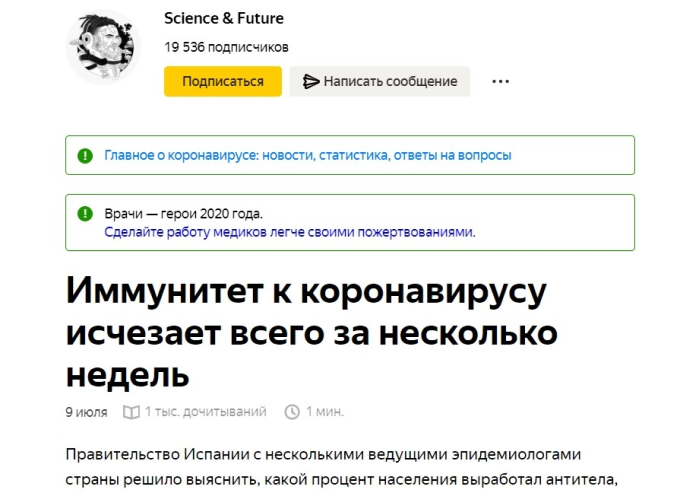 Science & Future
19 536 подписчиков
Подписаться
Написать сообщение
Главное о коронавирусе: новости, статистика, ответы на вопросы
Врачи — герои 2020 года.
Сделайте работу медиков легче своими пожертвованиями.
Иммунитет к коронавирусу
исчезает всего за несколько
недель
9 июля 1 тыс. дочитываний 1 мин.
Правительство Испании с несколькими ведущими эпидемиологами
страны решило выяснить, какой процент населения выработал антитела,